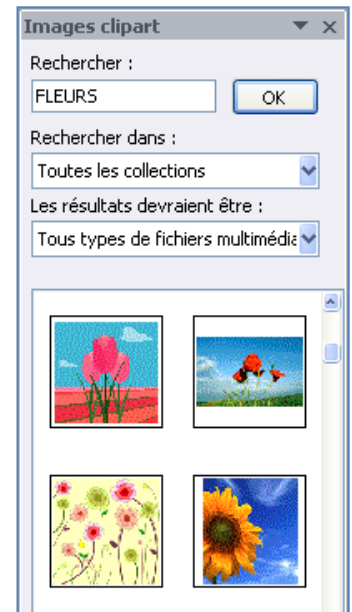 Images clipart
Rechercher :
FLEURS
OK
Rechercher dans :
Toutes les collections
Les résultats devraient être :
Tous types de fichiers multimédia